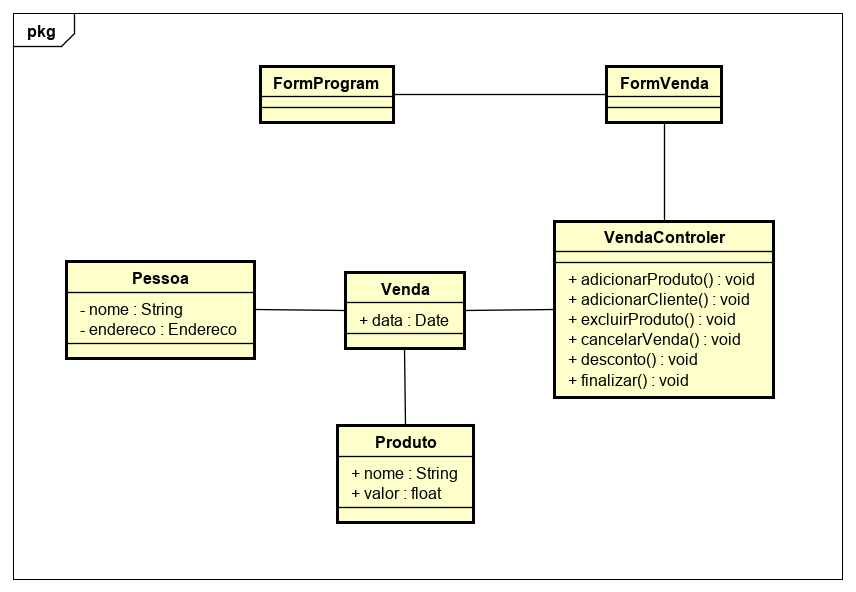 pkg
FormProgram
FormVenda
VendaControler
+ adicionarProduto() : void
+ adicionarCliente() : void
+ excluirProduto() : void
+ cancelarVenda() : void
+ desconto() : void
+ finalizar() : void
Pessoa
- nome : String
- endereco : Endereco
Venda
+ data : Date
Produto
+ nome : String
+ valor : float